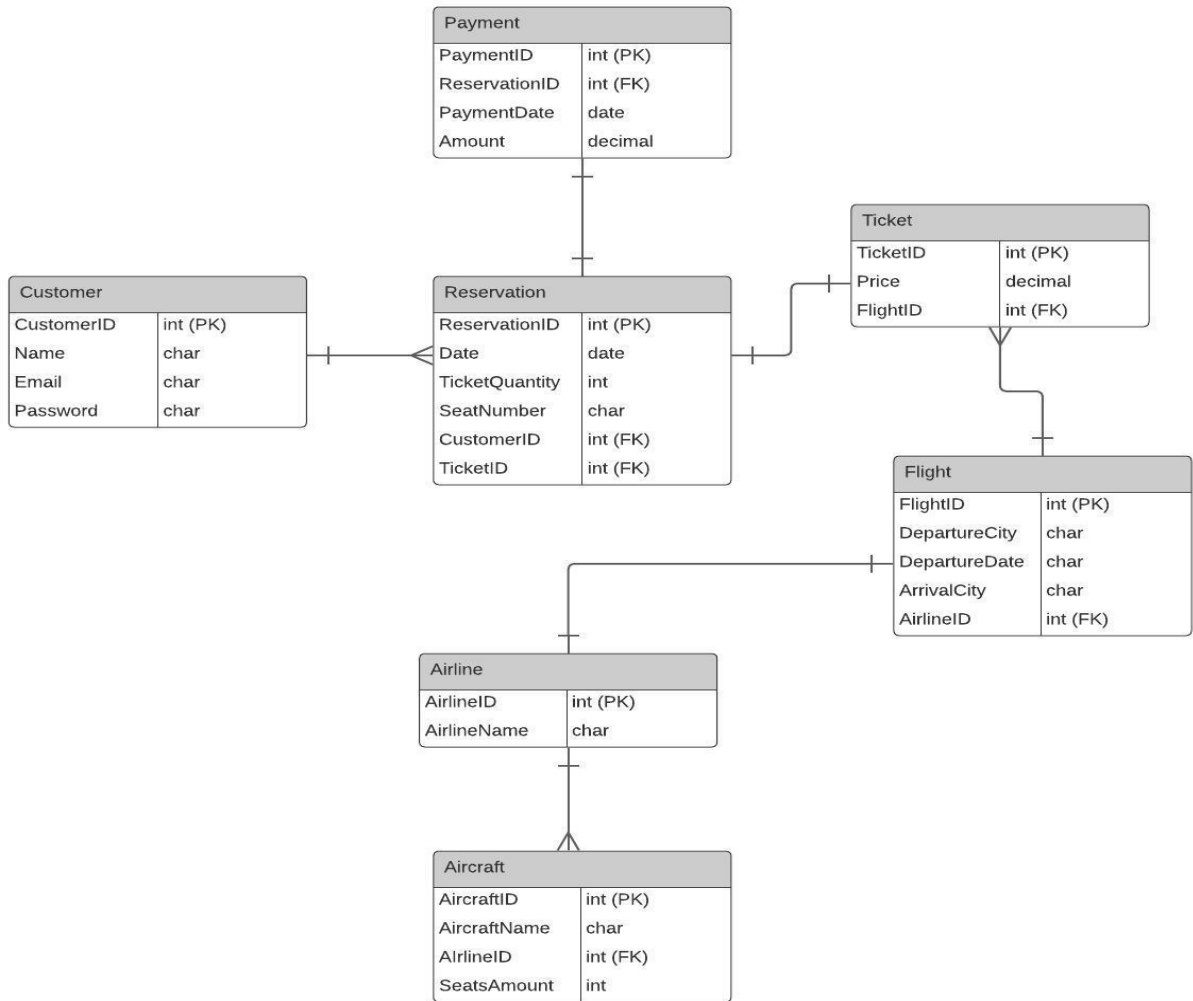 Payment
PaymentID int (PK)
ReservationID int (FK)
PaymentDate date
Amount decimal
Ticket
TicketID int (PK)
Price decimal
FlightID int (FK)
Customer
CustomerID int (PK)
Name char
Email char
Password char
Reservation
ReservationID int (PK)
Date date
TicketQuantity int
SeatNumber char
CustomerID int (FK)
TicketID int (FK)
Flight
FlightID int (PK)
DepartureCity char
DepartureDate char
ArrivalCity char
AirlineID int (FK)
Airline
AirlineID int (PK)
AirlineName char
Aircraft
AircraftID int (PK)
AircraftName char
AIrlineID int (FK)
SeatsAmount int